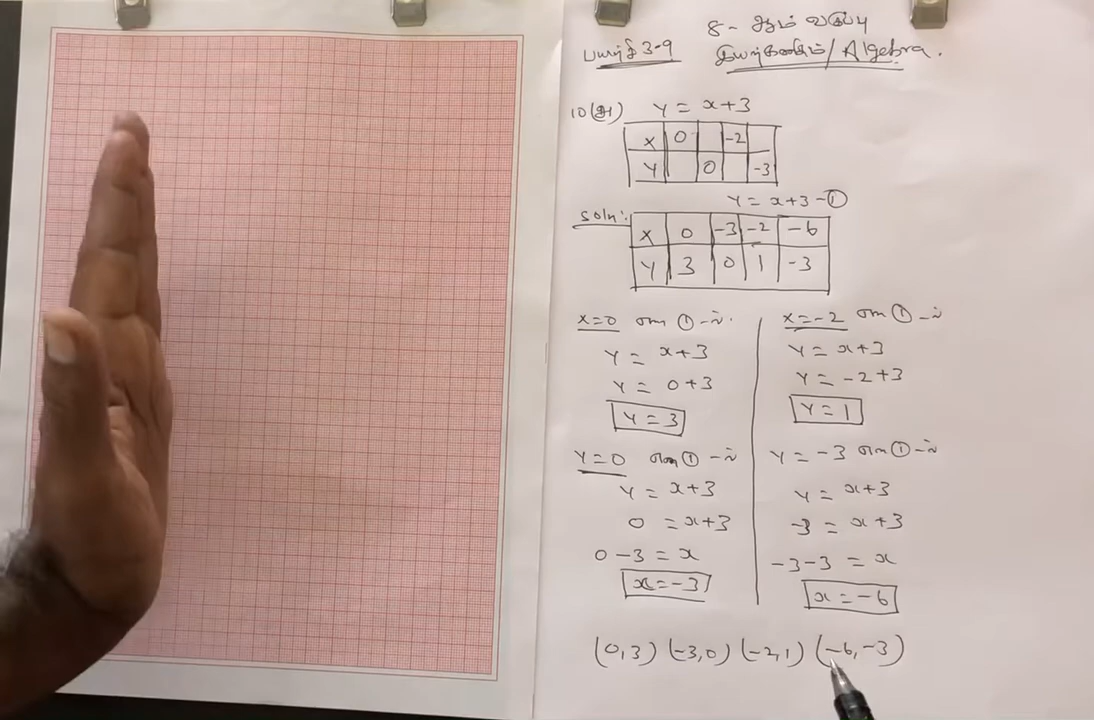 8 - ஆம் வகுப்பு
பயிற்சி 3-9 இயற்கணிதம் / Algebra.
10(அ) y = x+3
x 0 -2
y 0 -3
y = x+3 - ①
Soln:
x 0 -3 -2 -6
y 3 0 1 -3
x=0 என ①-ல்
y = x+3
y = 0+3
y = 3
x=-2 என ①-ல்
y = x+3
y = -2+3
y = 1
y=0 என ①-ல்
y = x+3
0 = x+3
0-3 = x
x=-3
y = -3 என ①-ல்
y = x+3
-3 = x+3
-3-3 = x
x = -6
(0,3) (-3,0) (-2,1) (-6,-3)